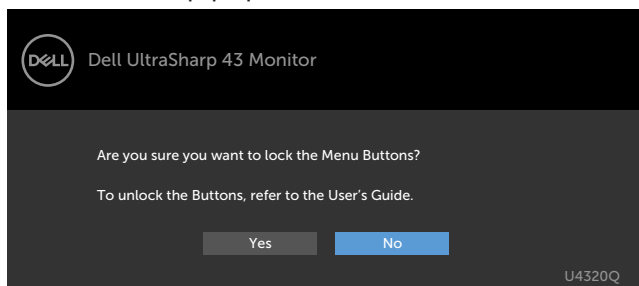 DELL
Dell UltraSharp 43 Monitor
Are you sure you want to lock the Menu Buttons?
To unlock the Buttons, refer to the User's Guide.
Yes
No
U4320Q